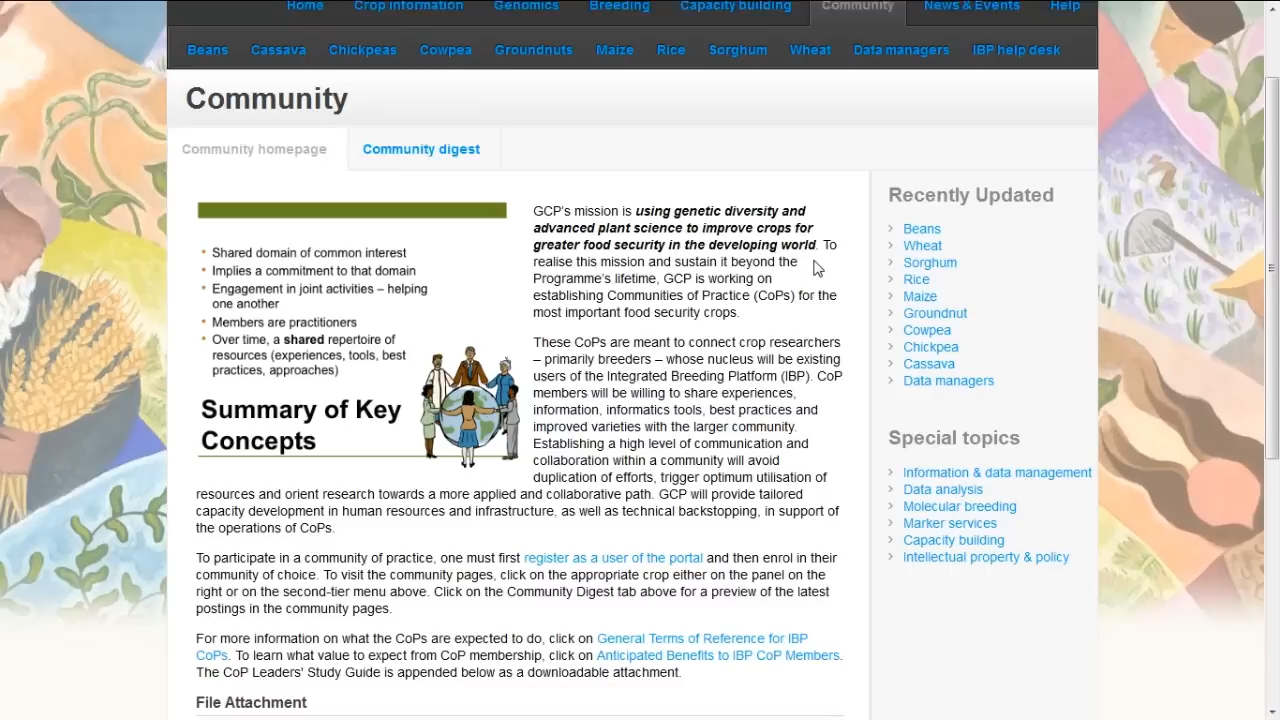 Home Crop information Genomics Breeding Capacity building Community News & Events Help
Beans Cassava Chickpeas Cowpea Groundnuts Maize Rice Sorghum Wheat Data managers IBP help desk
Community
Community homepage Community digest
• Shared domain of common interest
• Implies a commitment to that domain
• Engagement in joint activities – helping
one another
• Members are practitioners
• Over time, a shared repertoire of
resources (experiences, tools, best
practices, approaches)
Summary of Key
Concepts
GCP's mission is using genetic diversity and
advanced plant science to improve crops for
greater food security in the developing world. To
realise this mission and sustain it beyond the
Programme's lifetime, GCP is working on
establishing Communities of Practice (CoPs) for the
most important food security crops.
These CoPs are meant to connect crop researchers
– primarily breeders – whose nucleus will be existing
users of the Integrated Breeding Platform (IBP). CoP
members will be willing to share experiences,
information, informatics tools, best practices and
improved varieties with the larger community.
Establishing a high level of communication and
collaboration within a community will avoid
duplication of efforts, trigger optimum utilisation of
resources and orient research towards a more applied and collaborative path. GCP will provide tailored
capacity development in human resources and infrastructure, as well as technical backstopping, in support of
the operations of CoPs.
To participate in a community of practice, one must first register as a user of the portal and then enrol in their
community of choice. To visit the community pages, click on the appropriate crop either on the panel on the
right or on the second-tier menu above. Click on the Community Digest tab above for a preview of the latest
postings in the community pages.
For more information on what the CoPs are expected to do, click on General Terms of Reference for IBP
CoPs. To learn what value to expect from CoP membership, click on Anticipated Benefits to IBP CoP Members.
The CoP Leaders' Study Guide is appended below as a downloadable attachment.
File Attachment
Recently Updated
Beans
Wheat
Sorghum
Rice
Maize
Groundnut
Cowpea
Chickpea
Cassava
Data managers
Special topics
Information & data management
Data analysis
Molecular breeding
Marker services
Capacity building
Intellectual property & policy